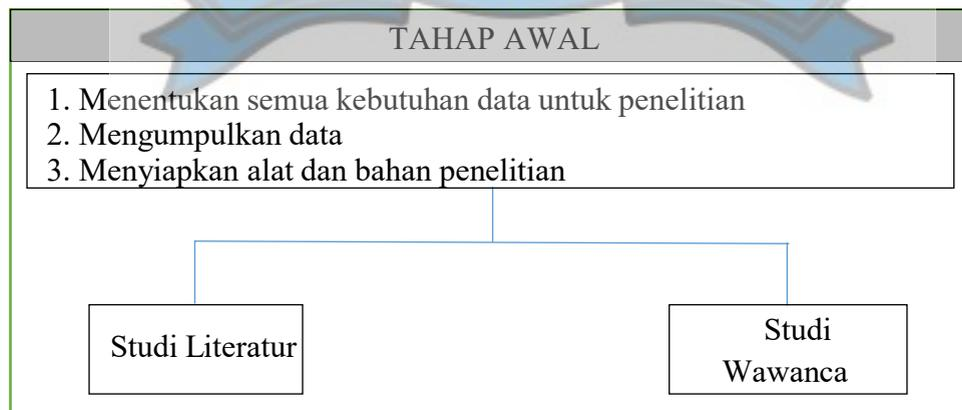 TAHAP AWAL
1. Menentukan semua kebutuhan data untuk penelitian
2. Mengumpulkan data
3. Menyiapkan alat dan bahan penelitian
Studi Literatur
Studi
Wawanca